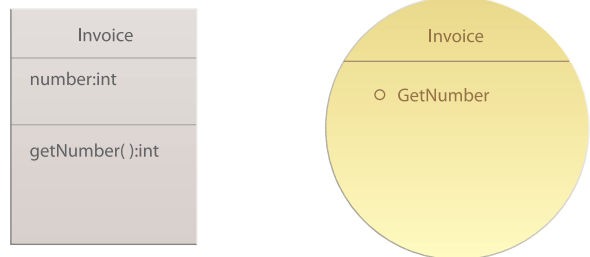 Invoice
number:int
getNumber( ):int
Invoice
GetNumber